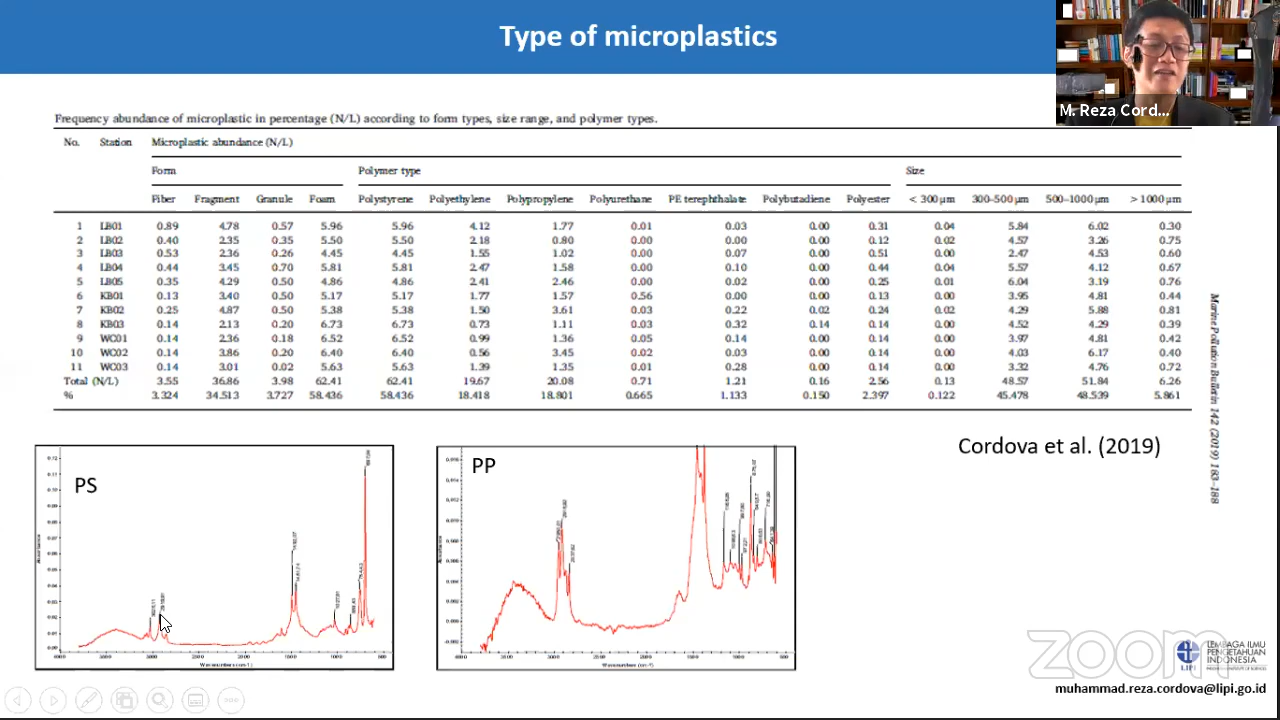 Type of microplastics
M. Reza Cord...
Frequency abundance of microplastic in percentage (N/L) according to form types, size range, and polymer types.
No. Station Microplastic abundance (N/L)
Form Polymer type Size
Fiber Fragment Granule Foam Polystyrene Polyethylene Polypropylene Polyurethane PE terephthalate Polybutadiene Polyester < 300 µm 300–500 µm 500–1000 µm > 1000 µm
1 LB01 0.89 4.78 0.57 5.96 5.96 4.12 1.77 0.01 0.03 0.00 0.31 0.04 5.84 6.02 0.30
2 LB02 0.40 2.35 0.35 5.50 5.50 2.18 0.80 0.00 0.00 0.00 0.12 0.02 4.57 3.26 0.75
3 LB03 0.53 2.36 0.26 4.45 4.45 1.55 1.02 0.00 0.07 0.00 0.51 0.00 2.47 4.53 0.60
4 LB04 0.44 3.45 0.70 5.81 5.81 2.47 1.58 0.00 0.10 0.00 0.44 0.04 5.57 4.12 0.67
5 LB05 0.35 4.29 0.50 4.86 4.86 2.41 2.46 0.00 0.02 0.00 0.25 0.01 6.04 3.19 0.76
6 KB01 0.13 3.40 0.50 5.17 5.17 1.77 1.57 0.56 0.00 0.00 0.13 0.00 3.95 4.81 0.44
7 KB02 0.25 4.87 0.50 5.38 5.38 1.50 3.61 0.03 0.22 0.02 0.24 0.02 4.29 5.88 0.81
8 KB03 0.14 2.13 0.20 6.73 6.73 0.73 1.11 0.03 0.32 0.14 0.14 0.00 4.52 4.29 0.39
9 WC01 0.14 2.36 0.18 6.52 6.52 0.99 1.36 0.05 0.14 0.00 0.14 0.00 3.97 4.81 0.42
10 WC02 0.14 3.86 0.20 6.40 6.40 0.56 3.45 0.02 0.03 0.00 0.14 0.00 4.03 6.17 0.40
11 WC03 0.14 3.01 0.02 5.63 5.63 1.39 1.35 0.01 0.28 0.00 0.14 0.00 3.32 4.76 0.72
Total (N/L) 3.55 36.86 3.98 62.41 62.41 19.67 20.08 0.71 1.21 0.16 2.56 0.13 48.57 51.84 6.26
% 3.324 34.513 3.727 58.436 58.436 18.418 18.801 0.665 1.133 0.150 2.397 0.122 45.478 48.539 5.861
Marine Pollution Bulletin 142 (2019) 183–188
Cordova et al. (2019)
PS
PP
zoom
LIPI
LEMBAGA ILMU
PENGETAHUAN
INDONESIA
muhammad.reza.cordova@lipi.go.id